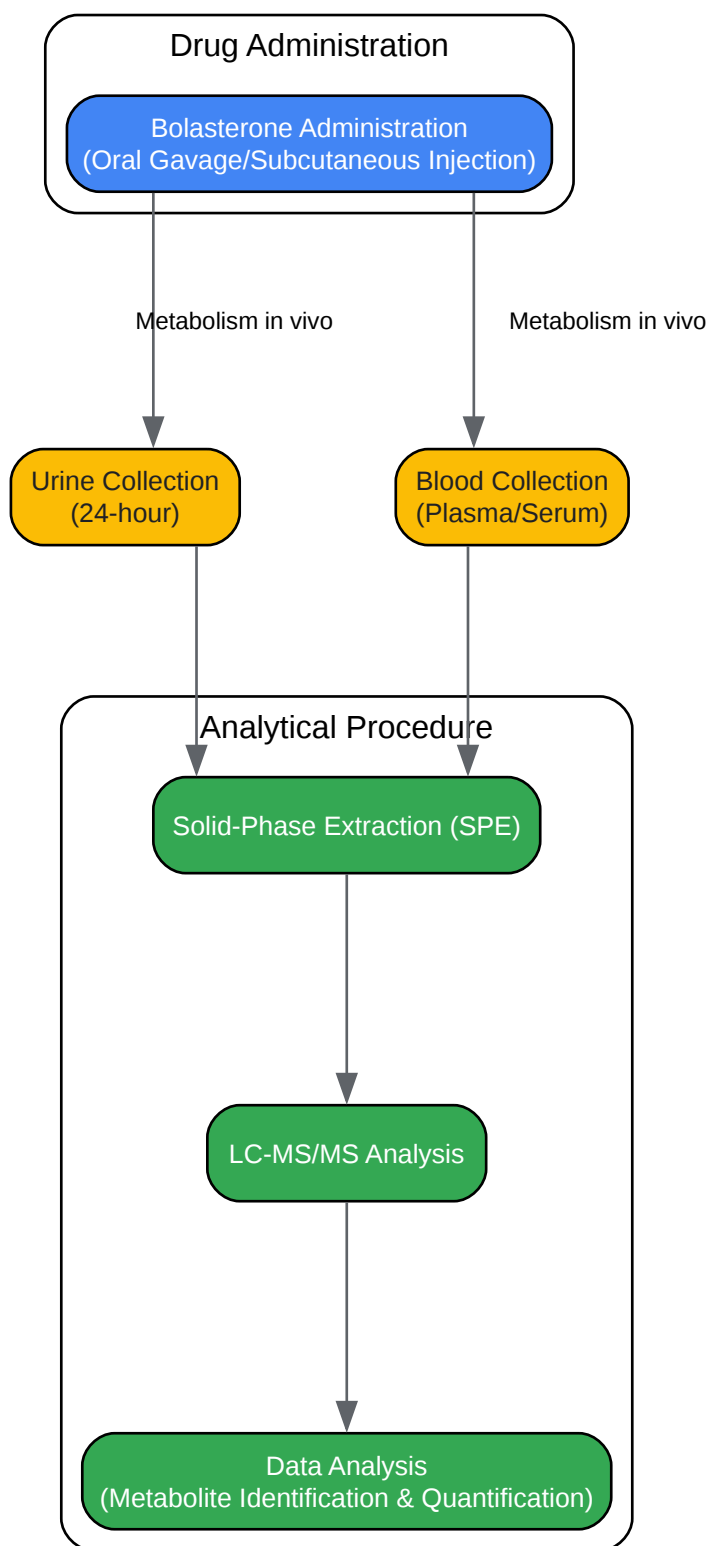 Drug Administration
Bolasterone Administration
(Oral Gavage/Subcutaneous Injection)
Metabolism in vivo
Metabolism in vivo
Urine Collection
(24-hour)
Blood Collection
(Plasma/Serum)
Analytical Procedure
Solid-Phase Extraction (SPE)
LC-MS/MS Analysis
Data Analysis
(Metabolite Identification & Quantification)